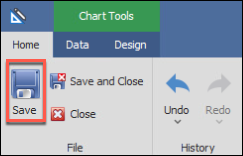 Chart Tools
Home Data Design
Save
Save and Close
Close
Undo
Redo
File
History